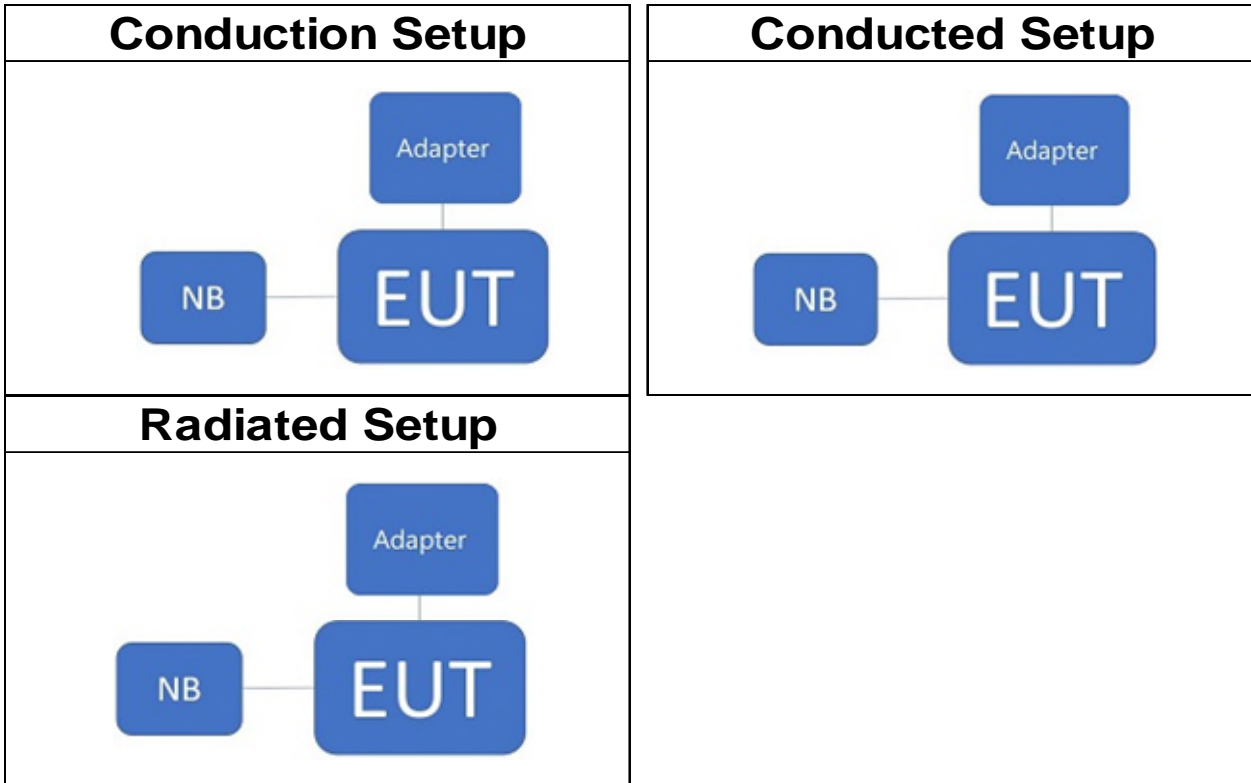 Conduction Setup
Adapter
NB
EUT
Conducted Setup
Adapter
NB
EUT
Radiated Setup
Adapter
NB
EUT